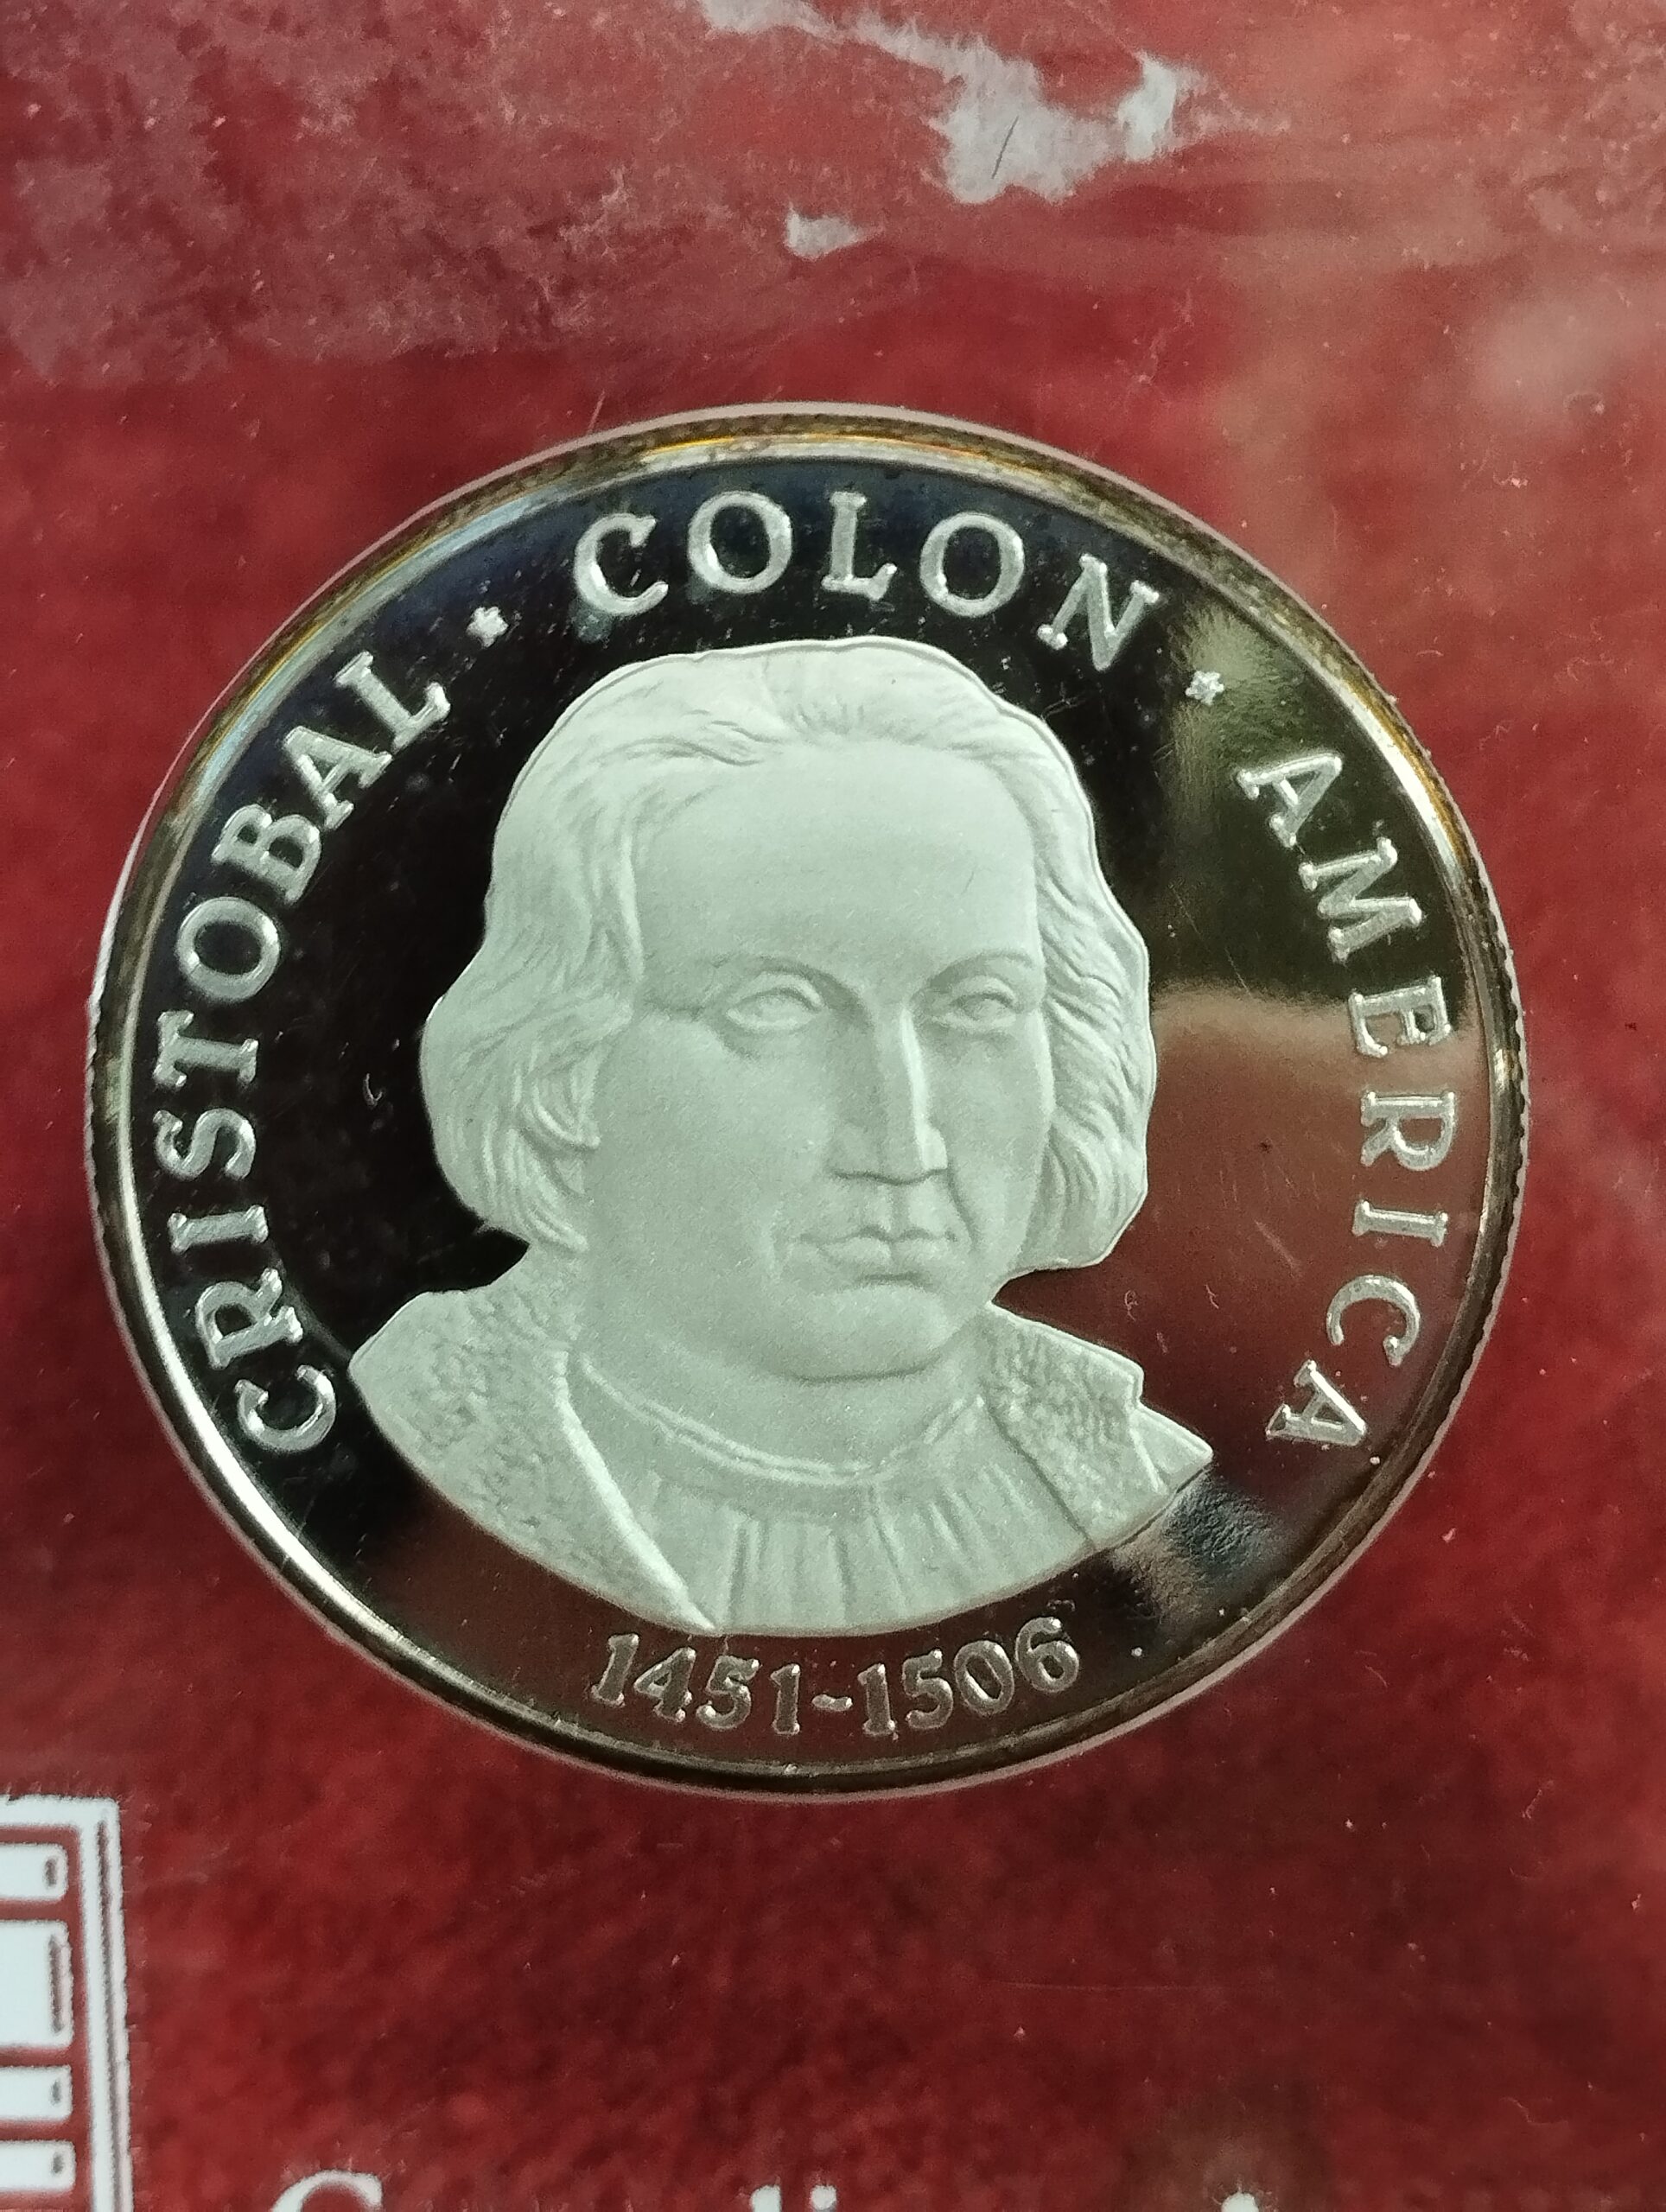 CRISTOBAL * COLON * AMERICA
1451-1506